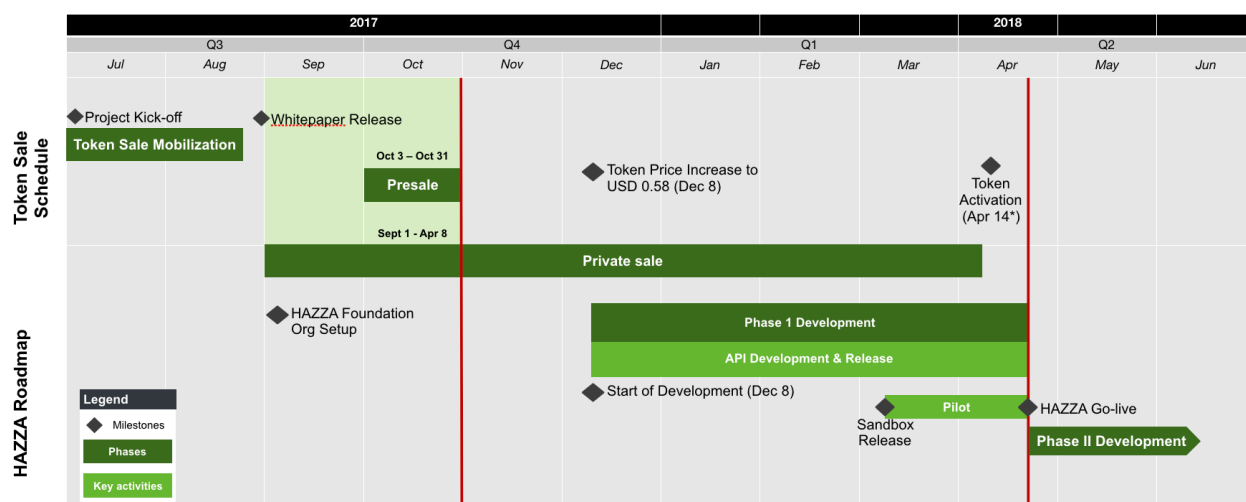 2017
2018
Q3
Q4
Q1
Q2
Jul
Aug
Sep
Oct
Nov
Dec
Jan
Feb
Mar
Apr
May
Jun
Token Sale
Schedule
Project Kick-off
Token Sale Mobilization
Whitepaper Release
Oct 3 – Oct 31
Presale
Token Price Increase to
USD 0.58 (Dec 8)
Token
Activation
(Apr 14*)
Sept 1 - Apr 8
Private sale
HAZZA Roadmap
HAZZA Foundation
Org Setup
Phase 1 Development
API Development & Release
Start of Development (Dec 8)
Pilot
Sandbox
Release
HAZZA Go-live
Phase II Development
Legend
Milestones
Phases
Key activities